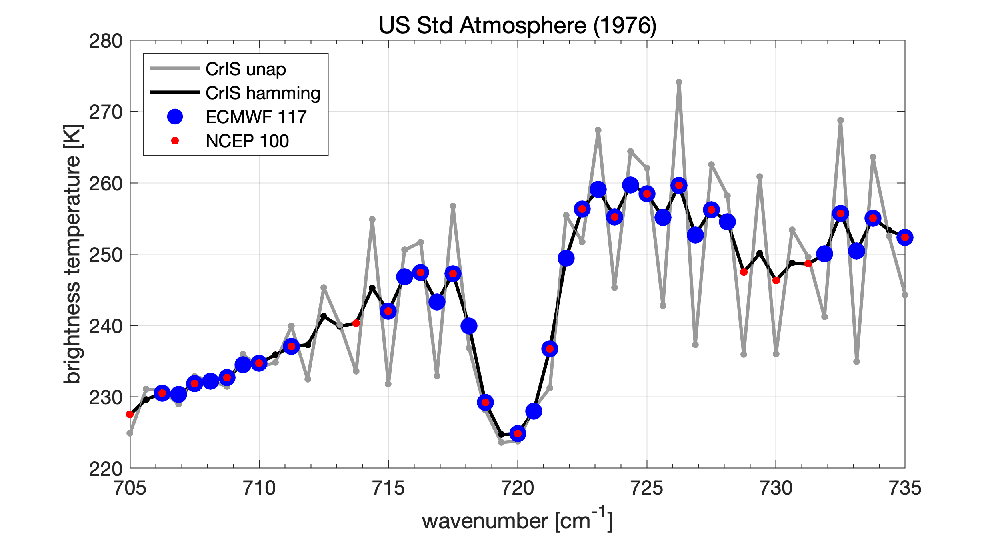 US Std Atmosphere (1976)
280
270
260
250
240
230
220
brightness temperature [K]
CrIS unap
CrIS hamming
ECMWF 117
NCEP 100
705 710 715 720 725 730 735
wavenumber [cm⁻¹]